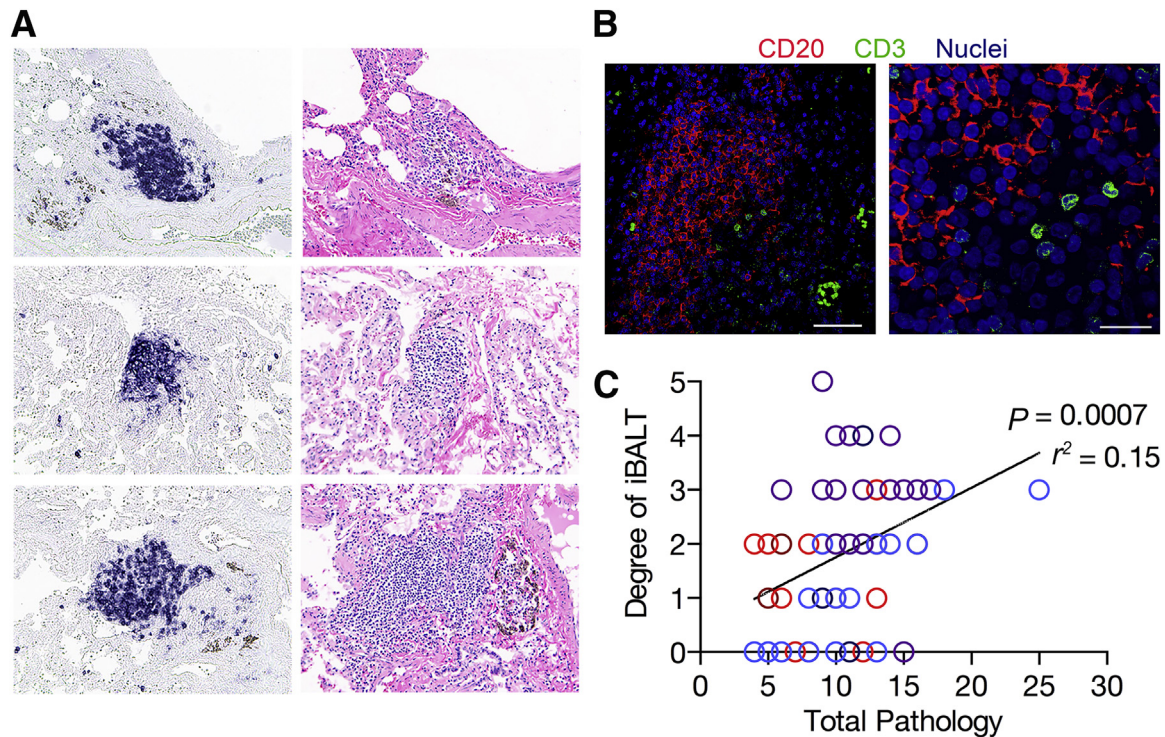 A
B
CD20 CD3 Nuclei
C
P = 0.0007
r² = 0.15
Degree of iBALT
5
4
3
2
1
0
0 5 10 15 20 25 30
Total Pathology